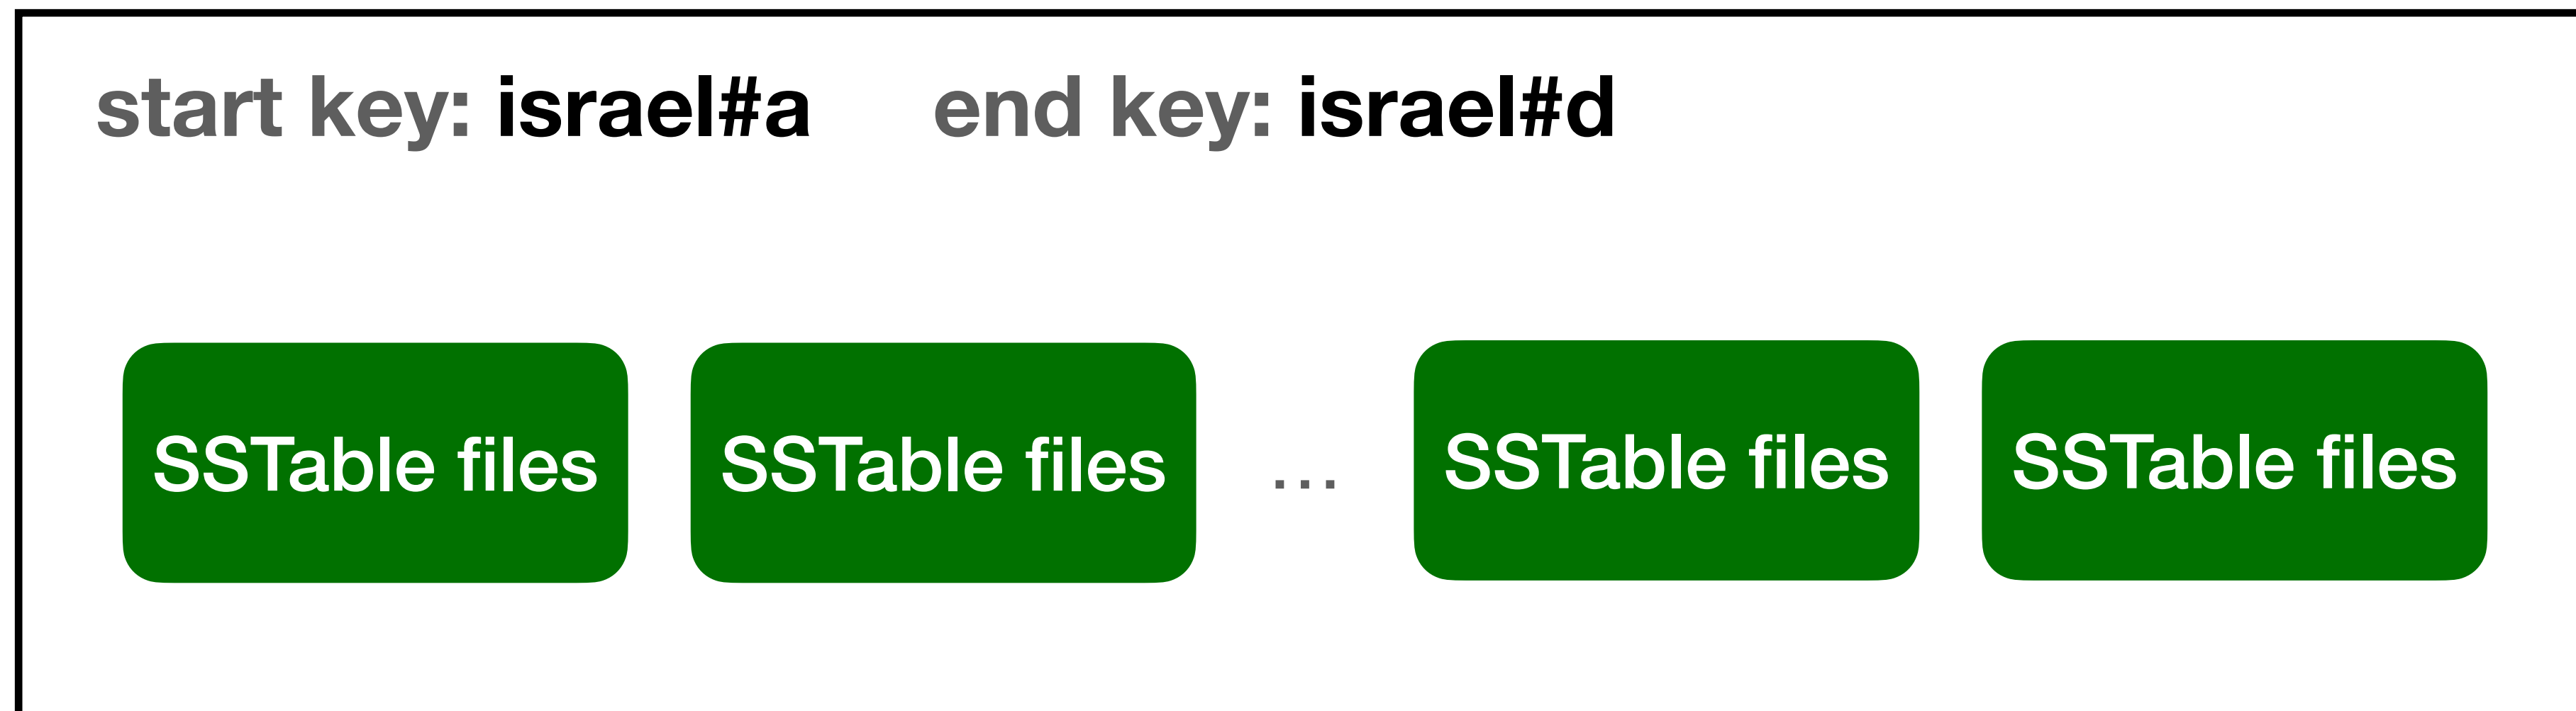 start key: israel#a end key: israel#d
SSTable files SSTable files … SSTable files SSTable files